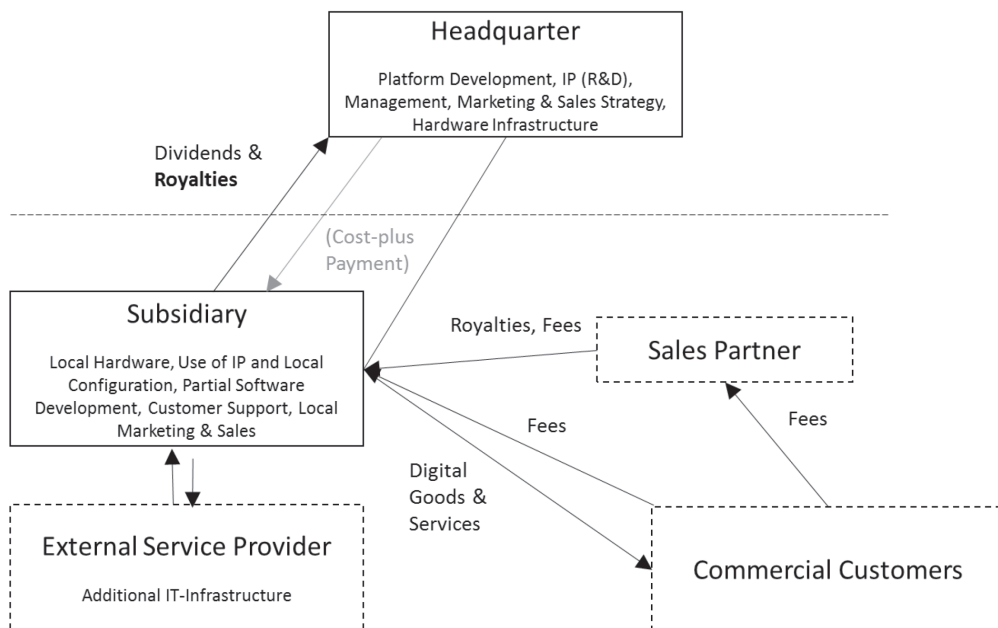 Headquarter
Platform Development, IP (R&D),
Management, Marketing & Sales Strategy,
Hardware Infrastructure
Dividends &
Royalties
(Cost-plus
Payment)
Subsidiary
Local Hardware, Use of IP and Local
Configuration, Partial Software
Development, Customer Support, Local
Marketing & Sales
Royalties, Fees
Sales Partner
Fees
Fees
Digital
Goods &
Services
External Service Provider
Additional IT-Infrastructure
Commercial Customers